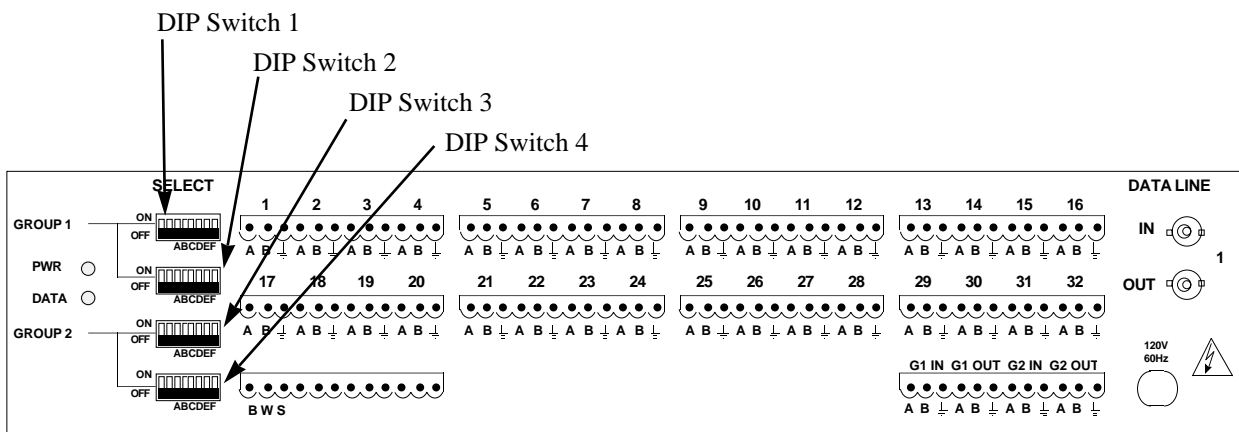 DIP Switch 1
DIP Switch 2
DIP Switch 3
DIP Switch 4
SELECT
DATA LINE
GROUP 1
ON
OFF
ABCDEF
1 2 3 4 5 6 7 8 9 10 11 12 13 14 15 16
A B A B A B A B A B A B A B A B A B A B A B A B A B A B A B A B
IN
1
PWR
ON
OFF
ABCDEF
DATA
17 18 19 20 21 22 23 24 25 26 27 28 29 30 31 32
A B A B A B A B A B A B A B A B A B A B A B A B A B A B A B A B
OUT
GROUP 2
ON
OFF
ABCDEF
ON
OFF
ABCDEF
B W S
G1 IN G1 OUT G2 IN G2 OUT
A B A B A B A B
120V
60Hz